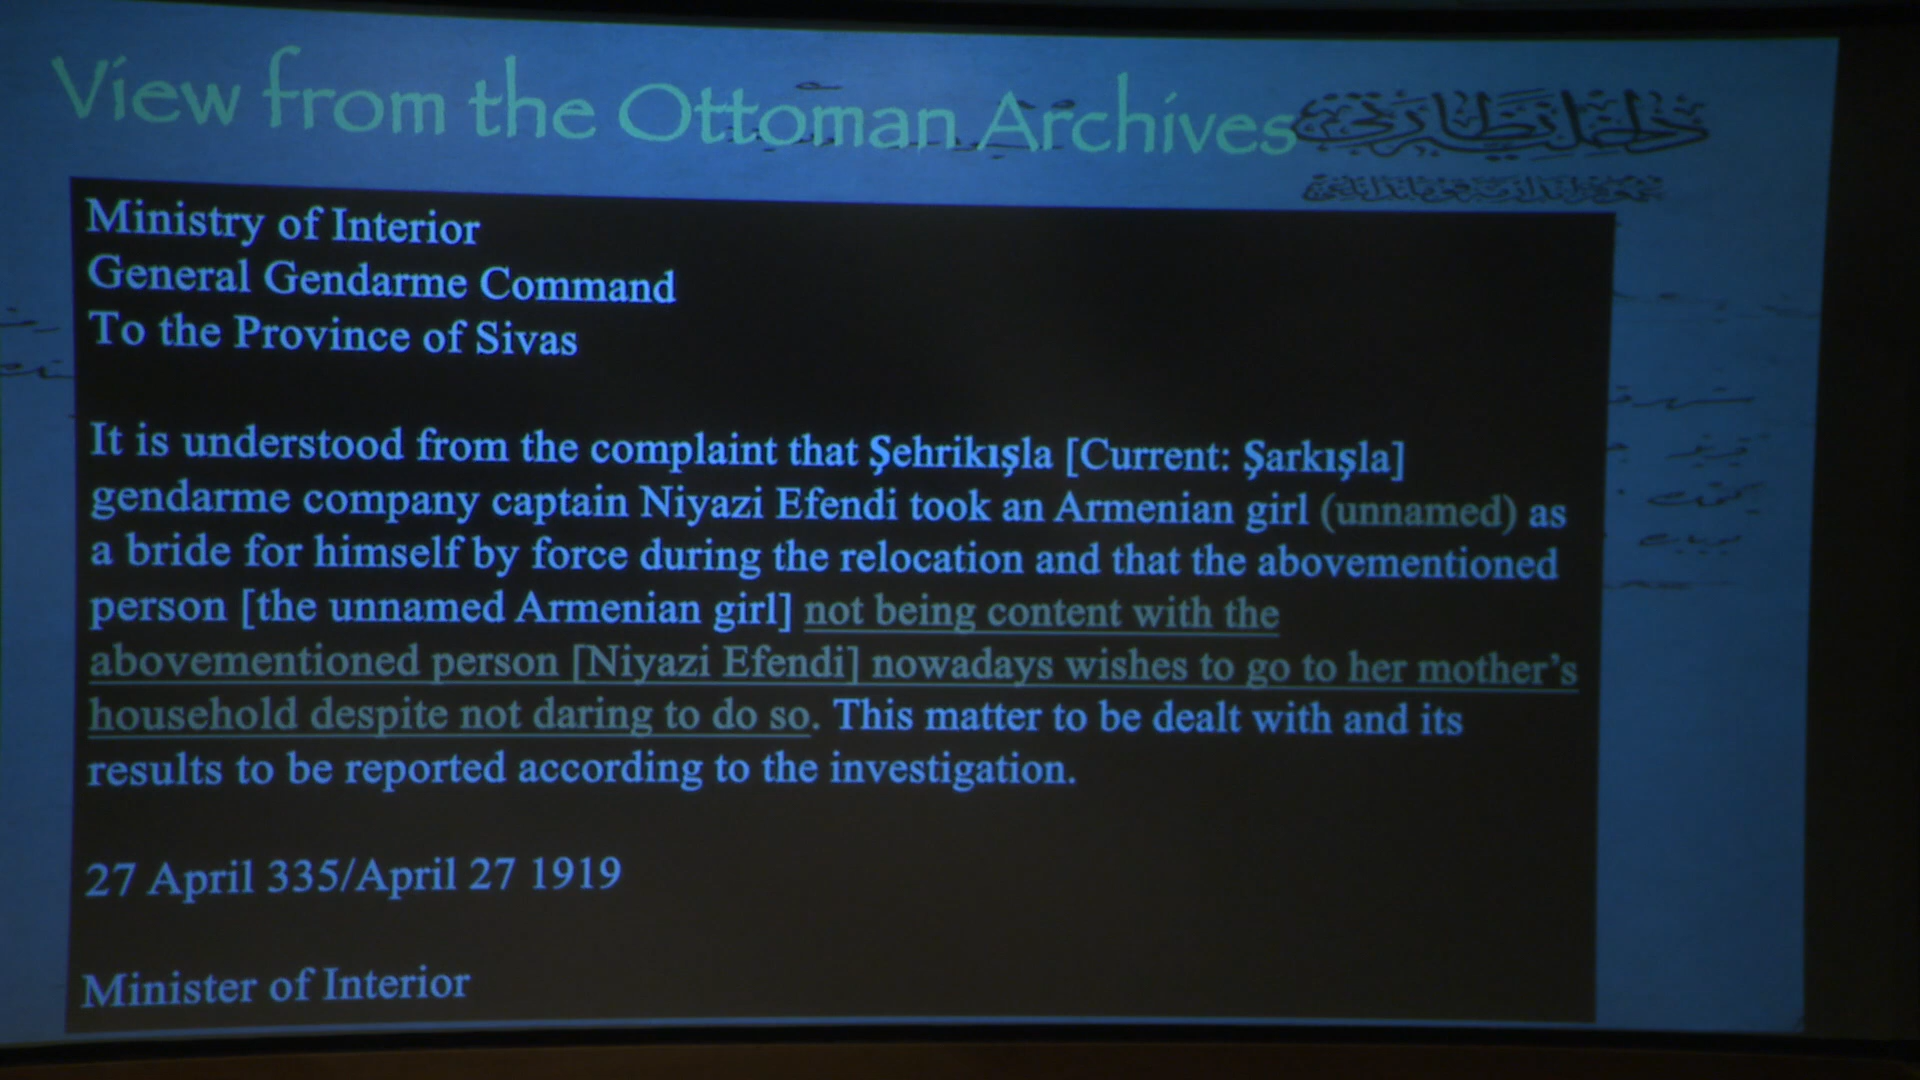 View from the Ottoman Archives
داخلیه نظارتی
Ministry of Interior
General Gendarme Command
To the Province of Sivas
It is understood from the complaint that Şehrikışla [Current: Şarkışla]
gendarme company captain Niyazi Efendi took an Armenian girl (unnamed) as
a bride for himself by force during the relocation and that the abovementioned
person [the unnamed Armenian girl] not being content with the
abovementioned person [Niyazi Efendi] nowadays wishes to go to her mother’s
household despite not daring to do so. This matter to be dealt with and its
results to be reported according to the investigation.
27 April 335/April 27 1919
Minister of Interior